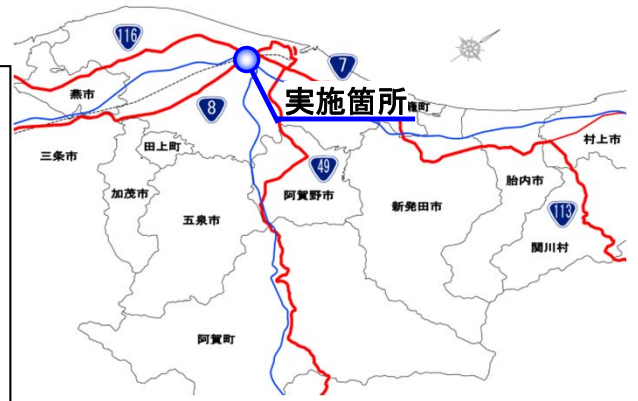 116
7
実施箇所
燕市
8
籠町
村上市
三条市
田上町
49
胎内市
加茂市
阿賀野市
新発田市
五泉市
113
関川村
阿賀町